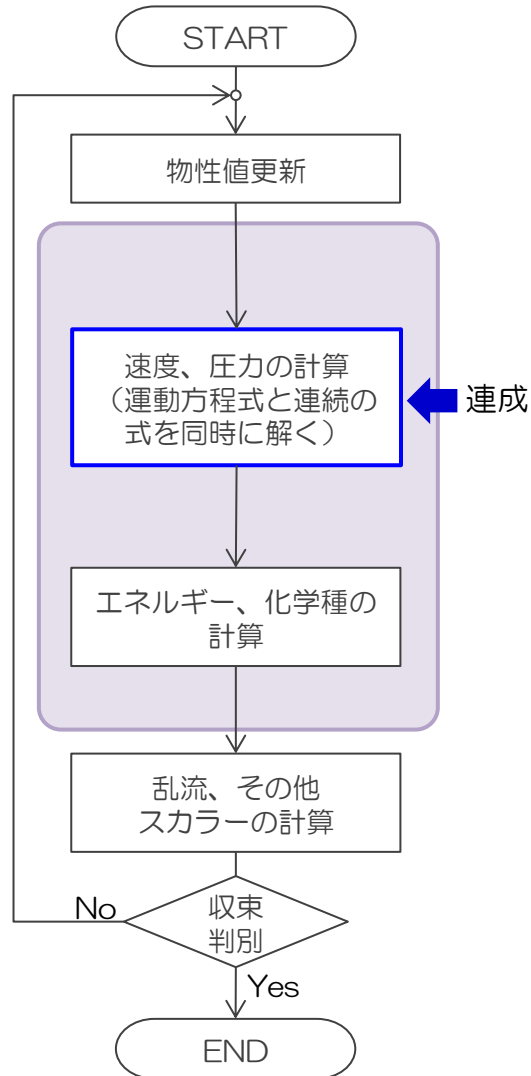 START
物性値更新
速度、圧力の計算
（運動方程式と連続の
式を同時に解く）
連成
エネルギー、化学種の
計算
乱流、その他
スカラーの計算
No
収束
判別
Yes
END